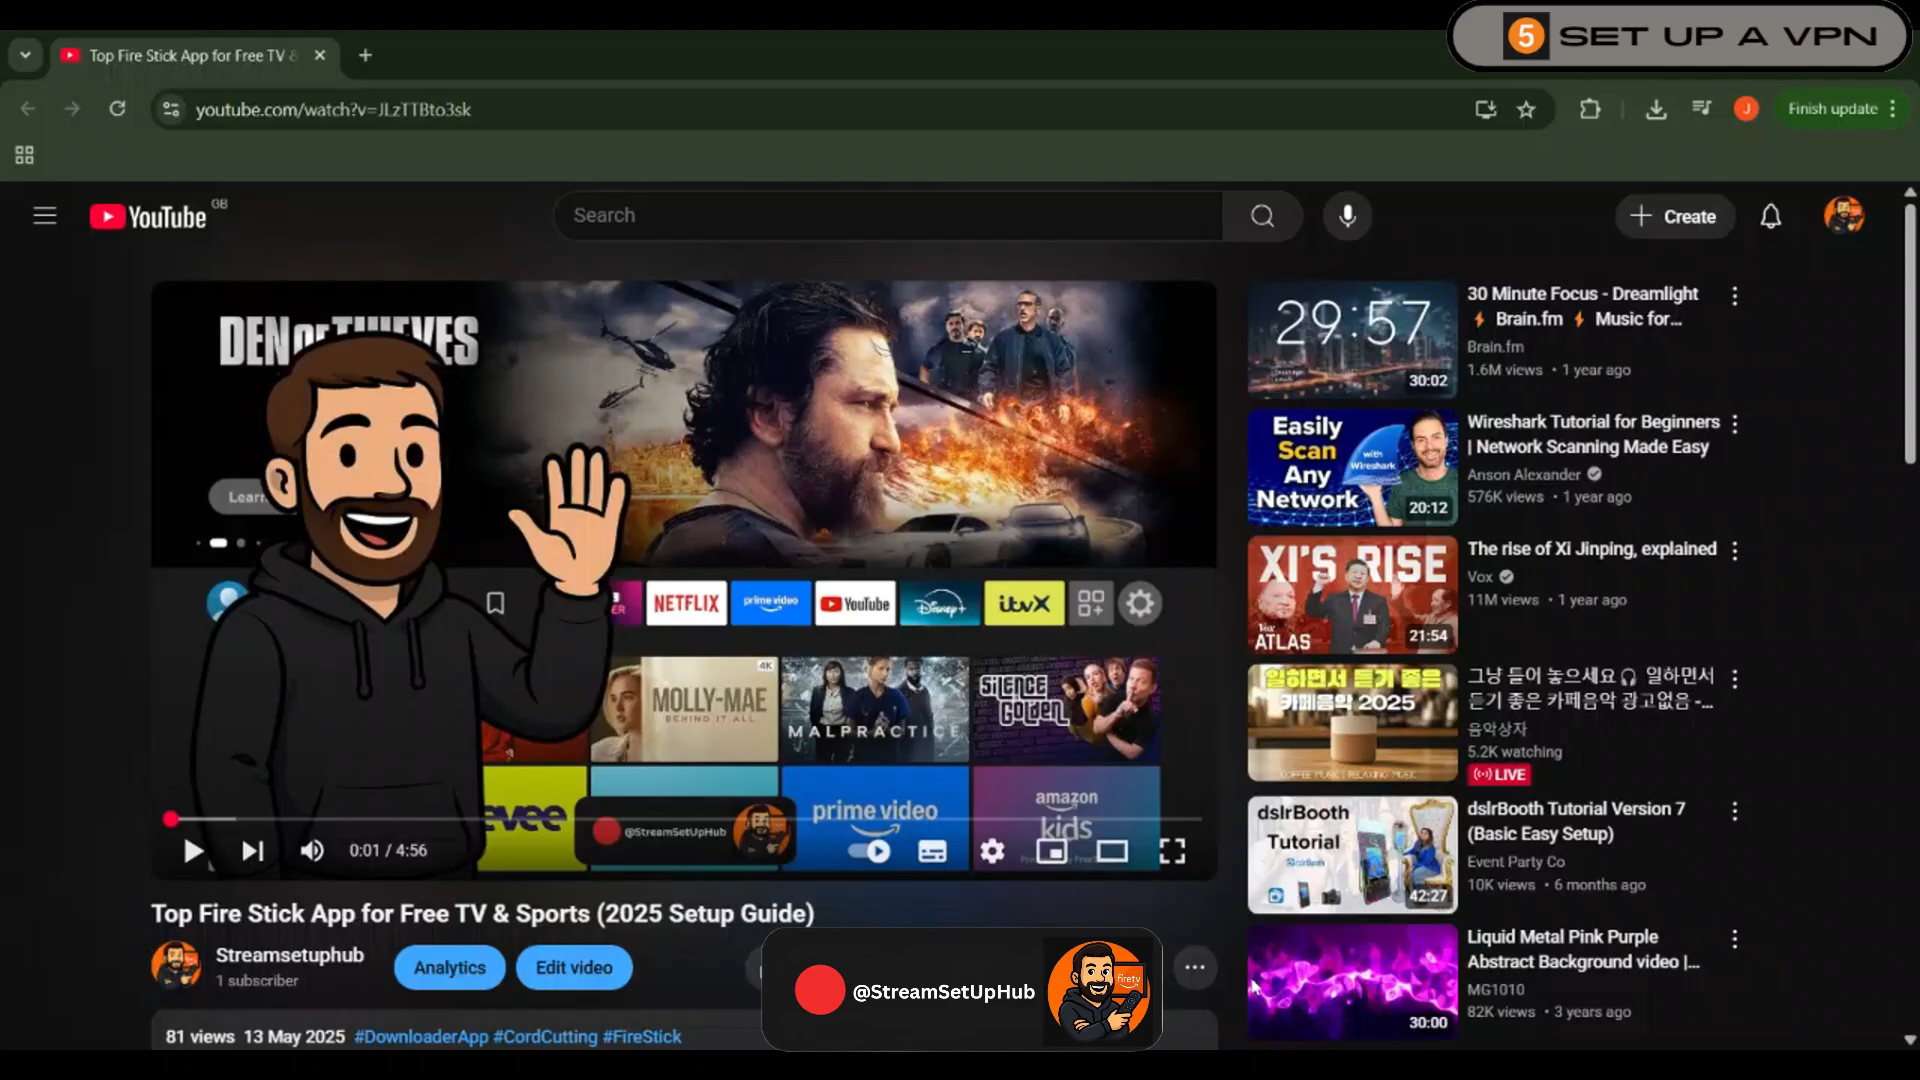 5 SET UP A VPN
Top Fire Stick App for Free TV &
youtube.com/watch?v=JLzTTBto3sk
J
Finish update
YouTube GB
Search
Create
DEN OF THIEVES
Learn
NETFLIX
prime video
YouTube
Disney+
itvX
4K
MOLLY-MAE
BEHIND IT ALL
MALPRACTICE
SILENCE IS GOLDEN
prime video
amazon
kids
@StreamSetUpHub
0:01 / 4:56
Top Fire Stick App for Free TV & Sports (2025 Setup Guide)
Streamsetuphub
1 subscriber
Analytics
Edit video
@StreamSetUpHub
firetv
81 views 13 May 2025 #DownloaderApp #CordCutting #FireStick
29:57
30:02
30 Minute Focus - Dreamlight
⚡ Brain.fm ⚡ Music for...
Brain.fm
1.6M views • 1 year ago
Easily
Scan
Any
Network
with
Wireshark
20:12
Wireshark Tutorial for Beginners
| Network Scanning Made Easy
Anson Alexander
576K views • 1 year ago
XI'S RISE
Vox
ATLAS
21:54
The rise of Xi Jinping, explained
Vox
11M views • 1 year ago
일하면서 듣기 좋은
카페음악 2025
COFFEE MUSIC | RELAXING MUSIC
그냥 틀어 놓으세요🎧 일하면서
듣기 좋은 카페음악 광고없음 -...
음악상자
5.2K watching
LIVE
dslrBooth
Tutorial
dslrBooth
42:27
dslrBooth Tutorial Version 7
(Basic Easy Setup)
Event Party Co
10K views • 6 months ago
30:00
Liquid Metal Pink Purple
Abstract Background video |...
MG1010
82K views • 3 years ago